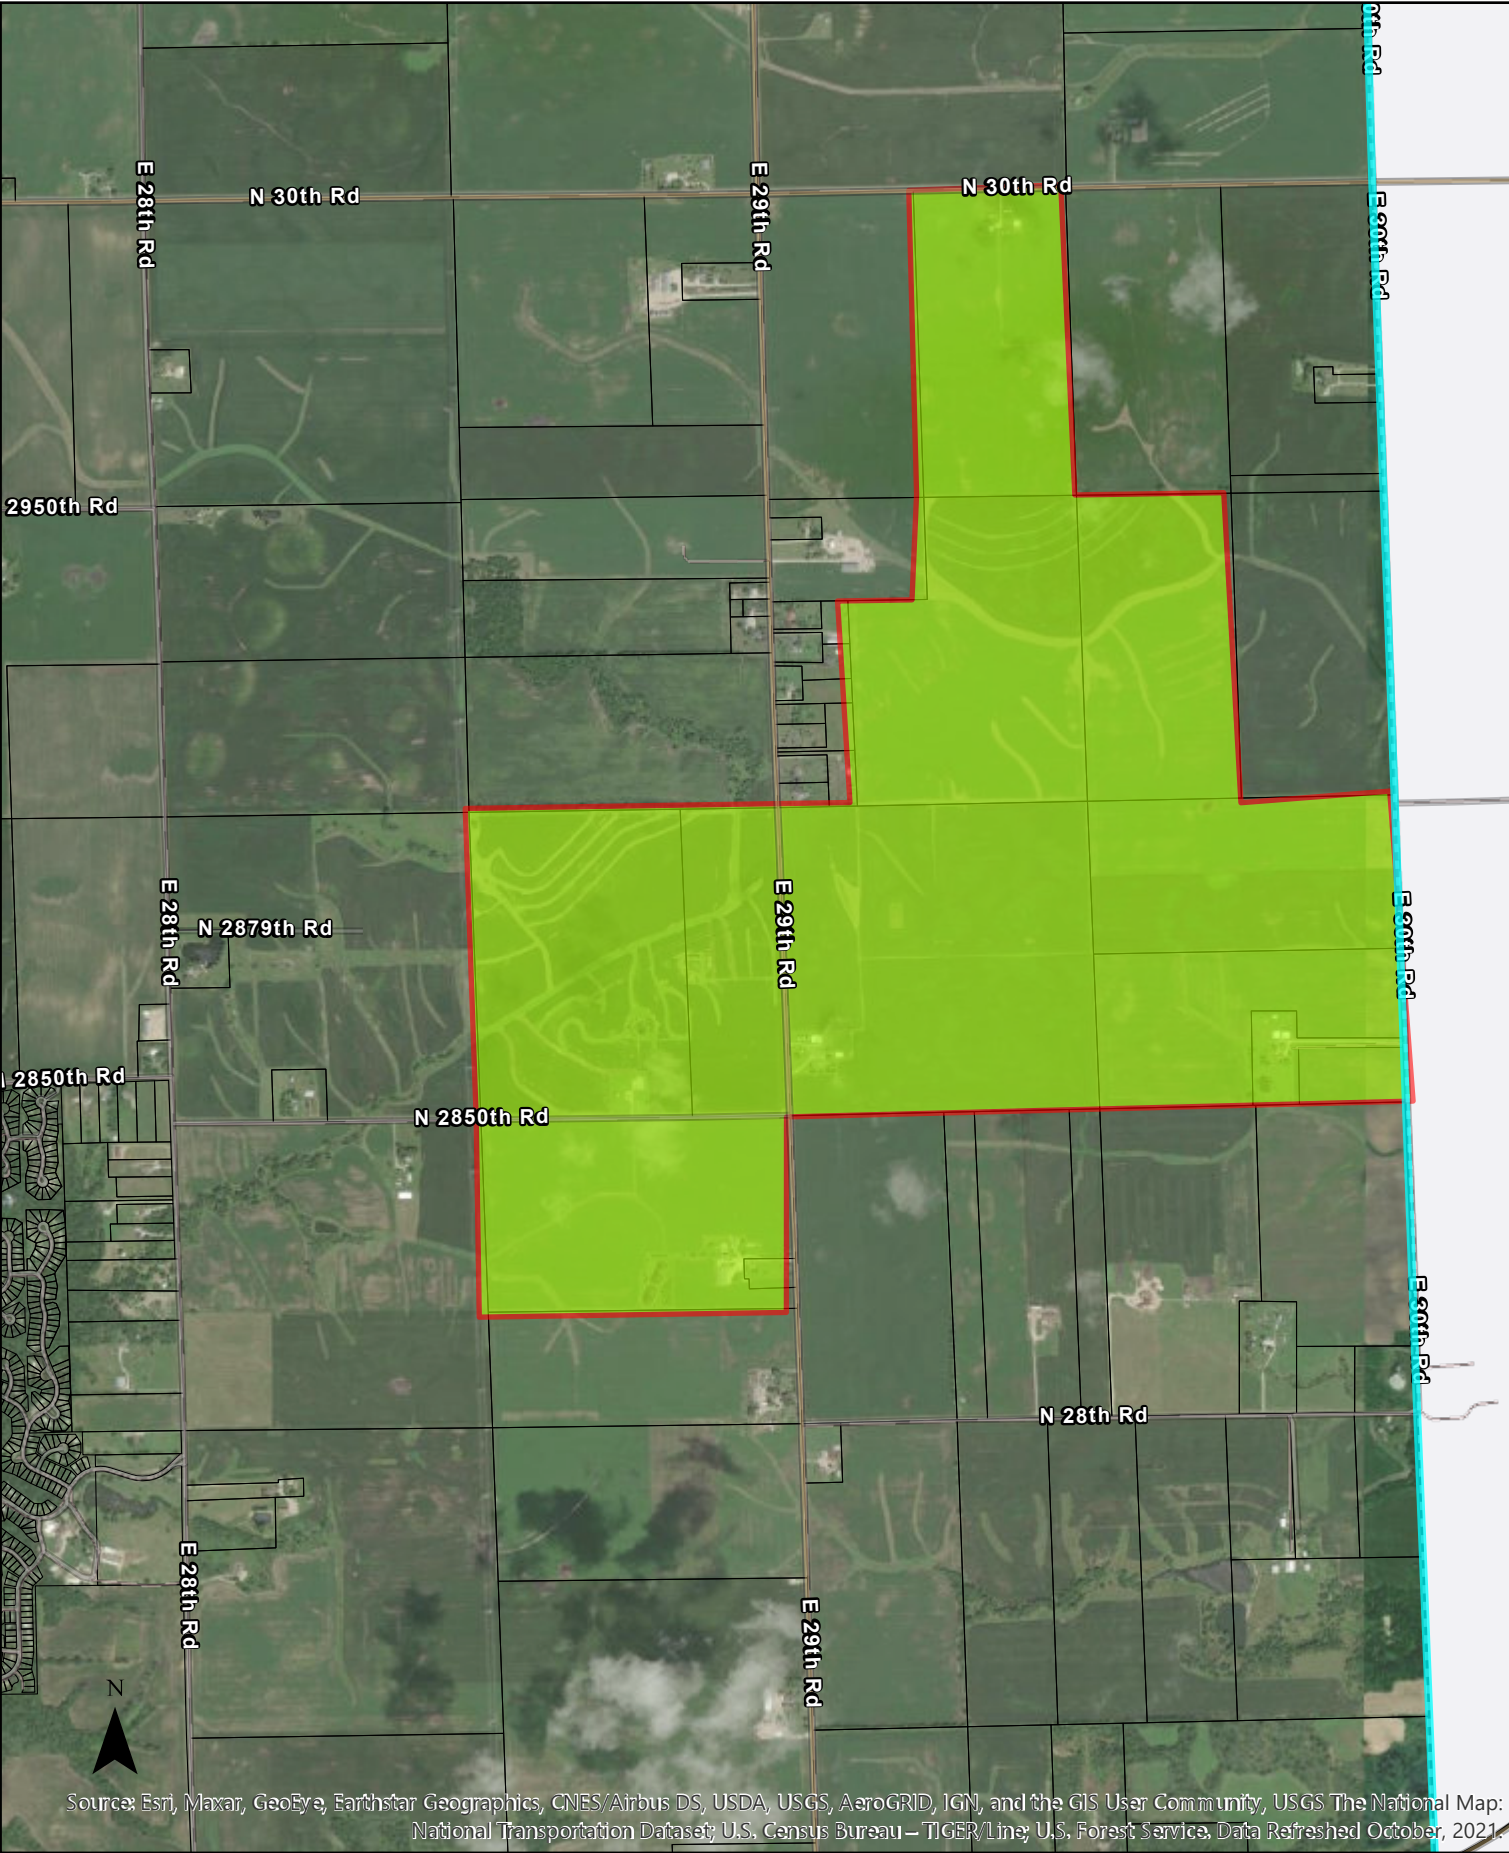 0th Rd
E 28th Rd
N 30th Rd
E 29th Rd
N 30th Rd
E 30th Rd
2950th Rd
E 28th Rd
N 2879th Rd
E 29th Rd
E 30th Rd
N 2850th Rd
N 2850th Rd
E 30th Rd
N 28th Rd
E 28th Rd
E 29th Rd
N
Source: Esri, Maxar, GeoEye, Earthstar Geographics, CNES/Airbus DS, USDA, USGS, AeroGRID, IGN, and the GIS User Community, USGS The National Map:
National Transportation Dataset; U.S. Census Bureau – TIGER/Line; U.S. Forest Service. Data Refreshed October, 2021.